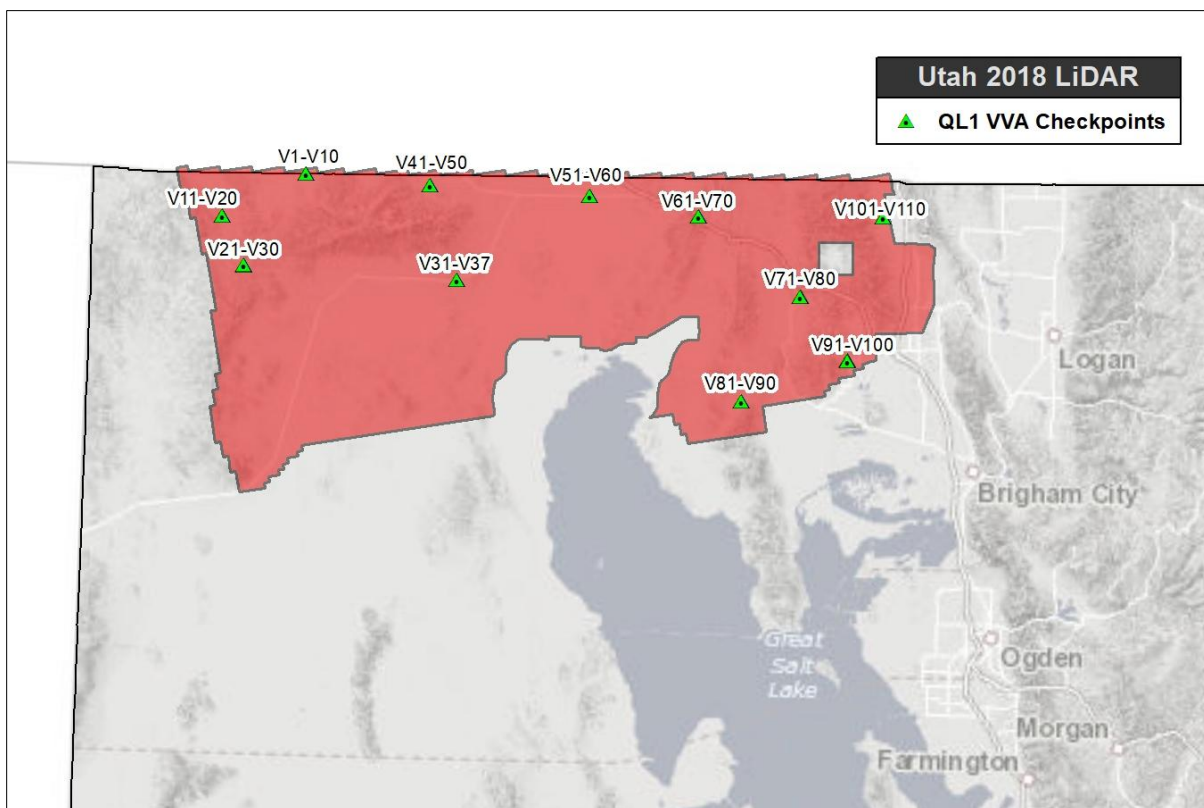 Utah 2018 LiDAR
QL1 VVA Checkpoints
V1-V10
V41-V50
V51-V60
V11-V20
V61-V70
V101-V110
V21-V30
V31-V37
V71-V80
V91-V100
Logan
V81-V90
Brigham City
Great
Salt
Lake
Ogden
Morgan
Farmington